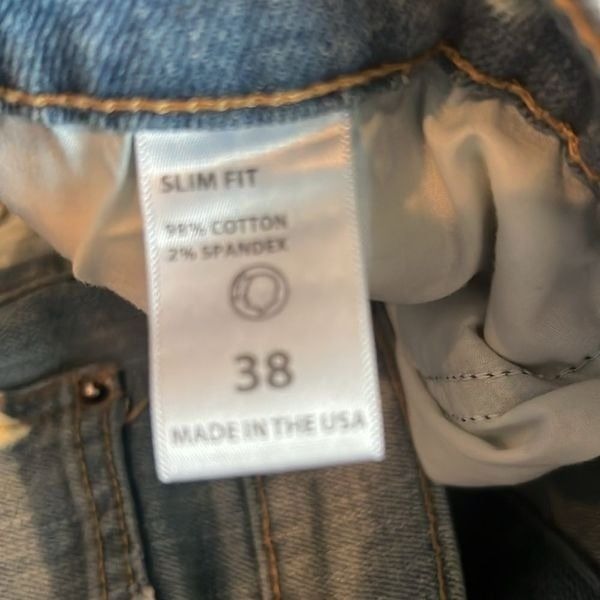 SLIM FIT
98% COTTON
2% SPANDEX
38
MADE IN THE USA